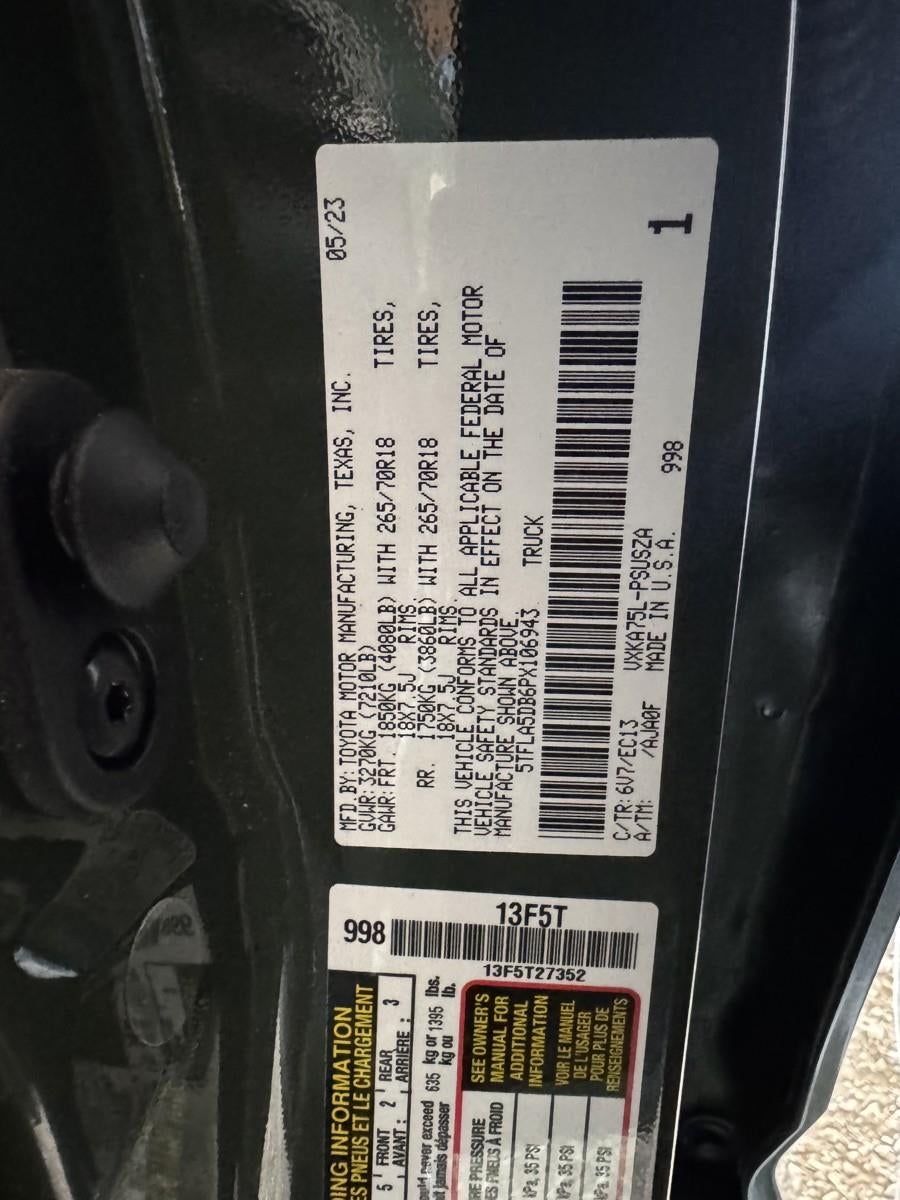 MFD.BY:TOYOTA MOTOR MANUFACTURING, TEXAS, INC. 05/23
GVWR:3270KG (7210LB)
GAWR:FRT. 1850KG (4080LB) WITH 265/70R18 TIRES,
18X7.5J RIMS.
RR. 1750KG (3860LB) WITH 265/70R18 TIRES,
18X7.5J RIMS.
THIS VEHICLE CONFORMS TO ALL APPLICABLE FEDERAL MOTOR
VEHICLE SAFETY STANDARDS IN EFFECT ON THE DATE OF
MANUFACTURE SHOWN ABOVE.
5TFLA5DB6PX106943 TRUCK
C/TR:6V7/EC13 VXKA75L-PSUSZA
A/TM: /AJA0F MADE IN U.S.A. 998
1
998
13F5T
13F5T27352
ING INFORMATION
ES PNEUS ET LE CHARGEMENT
5 FRONT 2 REAR 3
AVANT : ARRIÈRE :
never exceed 635 kg or 1395 lbs.
jamais dépasser kg ou lb.
RE PRESSURE
ES PNEUS À FROID
kPa, 35 PSI
kPa, 35 PSI
kPa, 35 PSI
SEE OWNER'S
MANUAL FOR
ADDITIONAL
INFORMATION
VOIR LE MANUEL
DE L'USAGER
POUR PLUS DE
RENSEIGNEMENTS